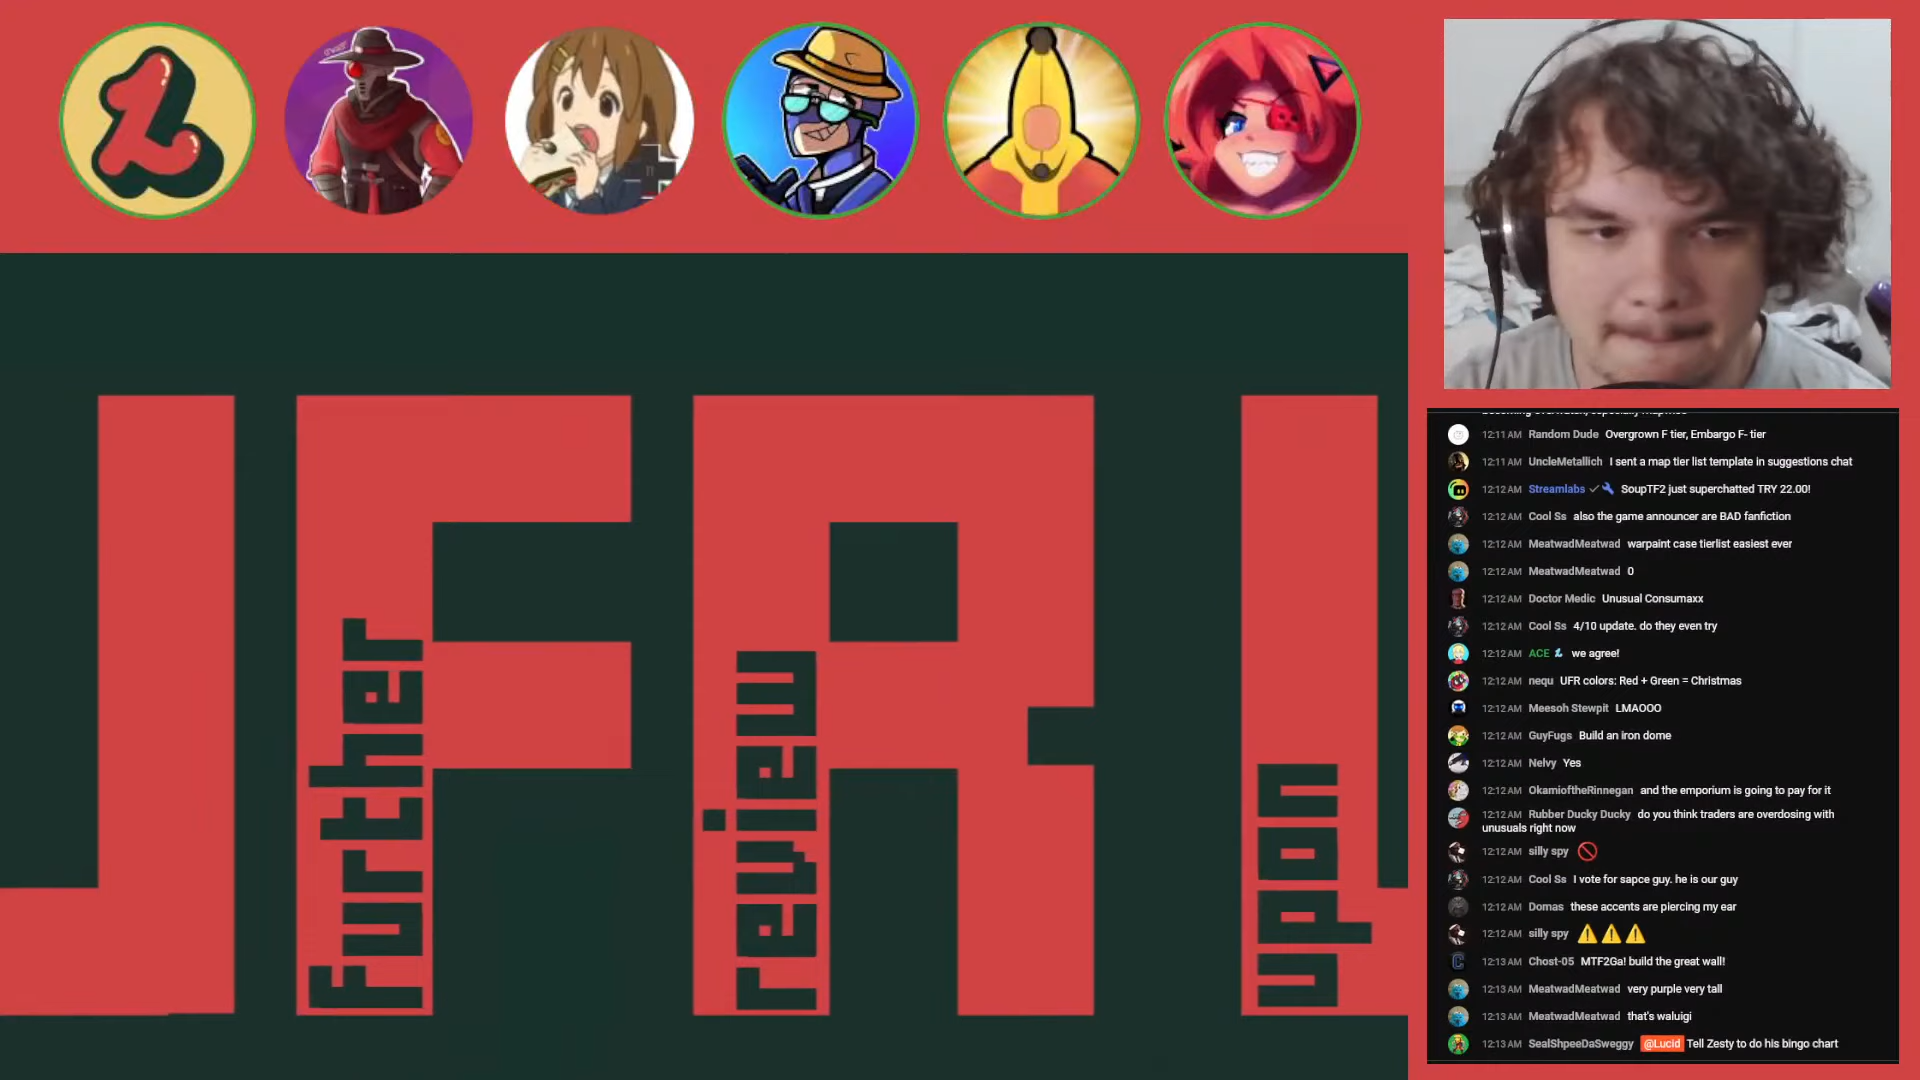 UFR U
further
review
upon
12:11 AM Random Dude Overgrown F tier, Embargo F- tier
12:11 AM UncleMetallich I sent a map tier list template in suggestions chat
12:12 AM Streamlabs SoupTF2 just superchatted TRY 22.00!
12:12 AM Cool Ss also the game announcer are BAD fanfiction
12:12 AM MeatwadMeatwad warpaint case tierlist easiest ever
12:12 AM MeatwadMeatwad 0
12:12 AM Doctor Medic Unusual Consumaxx
12:12 AM Cool Ss 4/10 update. do they even try
12:12 AM ACE we agree!
12:12 AM nequ UFR colors: Red + Green = Christmas
12:12 AM Meesoh Stewpit LMAOOO
12:12 AM GuyFugs Build an iron dome
12:12 AM Nelvy Yes
12:12 AM OkamioftheRinnegan and the emporium is going to pay for it
12:12 AM Rubber Ducky Ducky do you think traders are overdosing with
unusuals right now
12:12 AM silly spy
12:12 AM Cool Ss I vote for sapce guy. he is our guy
12:12 AM Domas these accents are piercing my ear
12:12 AM silly spy
12:13 AM Chost-05 MTF2Ga! build the great wall!
12:13 AM MeatwadMeatwad very purple very tall
12:13 AM MeatwadMeatwad that's waluigi
12:13 AM SealShpeeDaSweggy @Lucid Tell Zesty to do his bingo chart